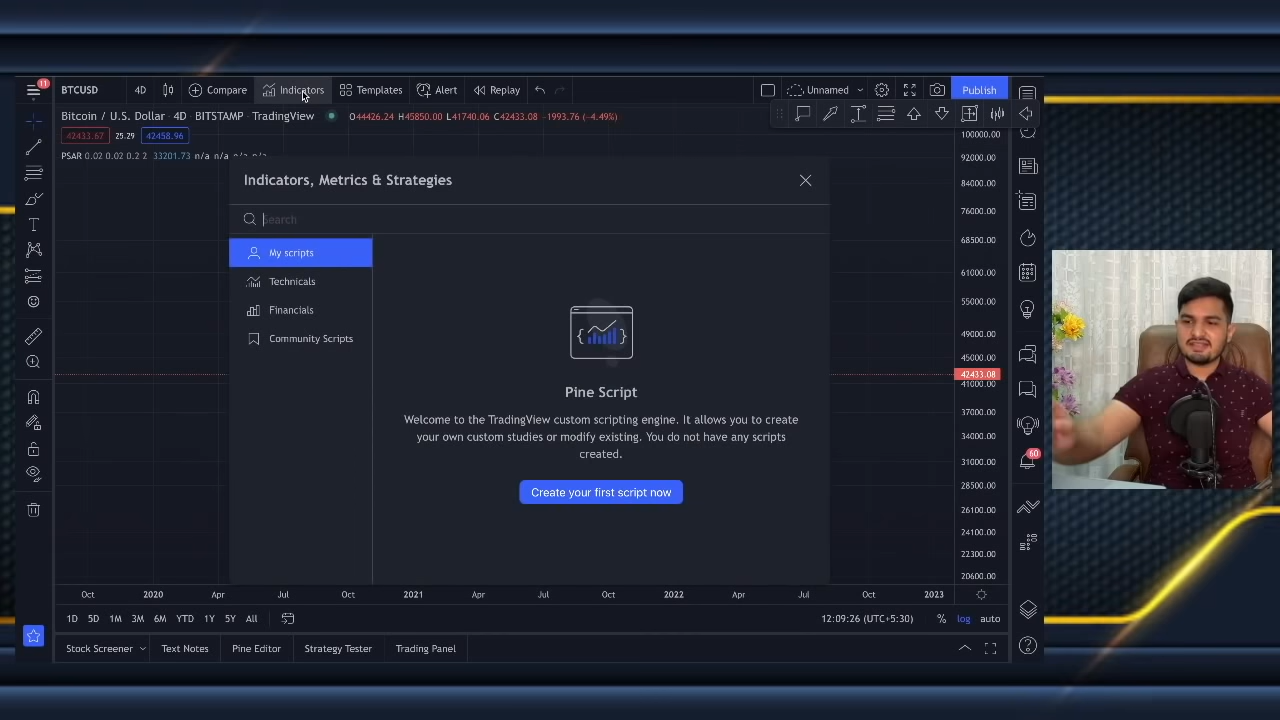 11
BTCUSD 4D Compare Indicators Templates Alert Replay Unnamed Publish
Bitcoin / U.S. Dollar · 4D · BITSTAMP · TradingView O44426.24 H45850.00 L41740.06 C42433.08 −1993.76 (−4.49%)
42433.67 25.29 42458.96
PSAR 0.02 0.02 0.2 2 33201.73 n/a n/a n/a n/a
Indicators, Metrics & Strategies
Search
My scripts
Technicals
Financials
Community Scripts
Pine Script
Welcome to the TradingView custom scripting engine. It allows you to create
your own custom studies or modify existing. You do not have any scripts
created.
Create your first script now
100000.00
92000.00
84000.00
76000.00
68500.00
61000.00
55000.00
49000.00
45000.00
42433.08
41000.00
37000.00
34000.00
31000.00
28500.00
26100.00
24100.00
22300.00
20600.00
60
Oct 2020 Apr Jul Oct 2021 Apr Jul Oct 2022 Apr Jul Oct 2023
1D 5D 1M 3M 6M YTD 1Y 5Y All 12:09:26 (UTC+5:30) % log auto
Stock Screener Text Notes Pine Editor Strategy Tester Trading Panel